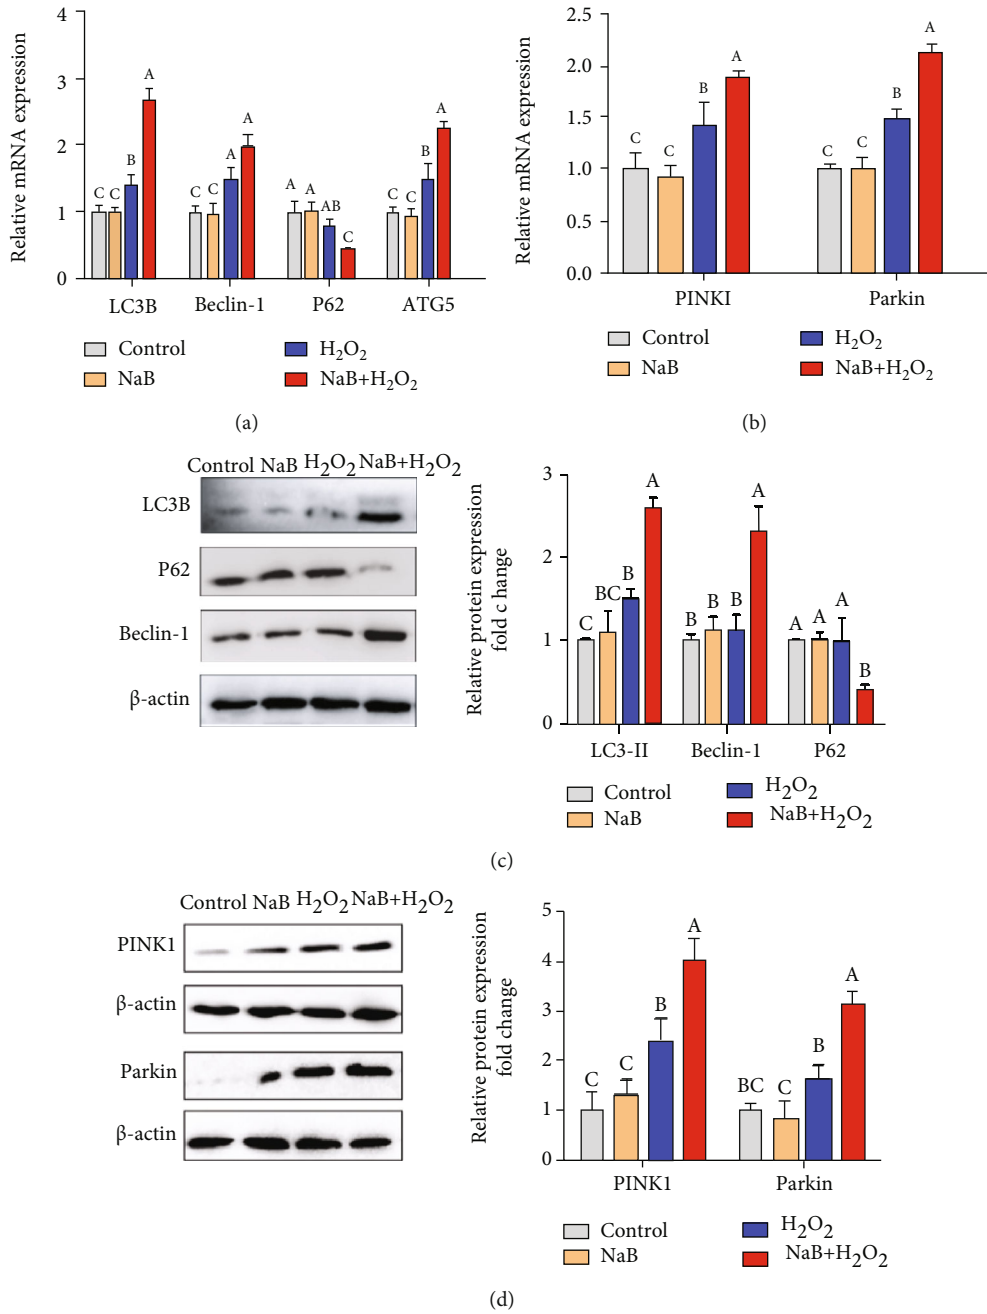 Relative mRNA expression
4
3
2
1
0
C C B A
C C A A
A A AB C
C C B A
LC3B Beclin-1 P62 ATG5
Control H₂O₂
NaB NaB+H₂O₂
(a)
Relative mRNA expression
2.5
2.0
1.5
1.0
0.5
0.0
C C B A
C C B A
PINKI Parkin
Control H₂O₂
NaB NaB+H₂O₂
(b)
Control NaB H₂O₂ NaB+H₂O₂
LC3B
P62
Beclin-1
β-actin
Relative protein expression
fold c hange
3
2
1
0
C BC B A
B B B A
A A A B
LC3-II Beclin-1 P62
Control H₂O₂
NaB NaB+H₂O₂
(c)
Control NaB H₂O₂ NaB+H₂O₂
PINK1
β-actin
Parkin
β-actin
Relative protein expression
fold change
5
4
3
2
1
0
C C B A
BC C B A
PINK1 Parkin
Control H₂O₂
NaB NaB+H₂O₂
(d)